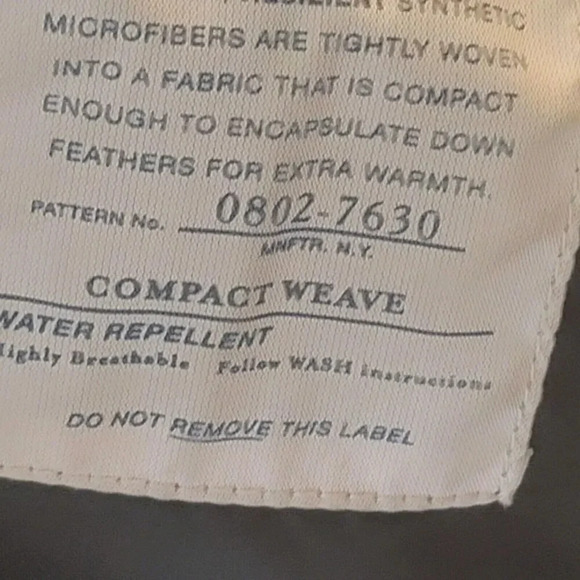 SYNTHETIC
MICROFIBERS ARE TIGHTLY WOVEN
INTO A FABRIC THAT IS COMPACT
ENOUGH TO ENCAPSULATE DOWN
FEATHERS FOR EXTRA WARMTH.
PATTERN No. 0802-7630
MNFTR. N.Y.
COMPACT WEAVE
WATER REPELLENT
Highly Breathable Follow WASH instructions
DO NOT REMOVE THIS LABEL